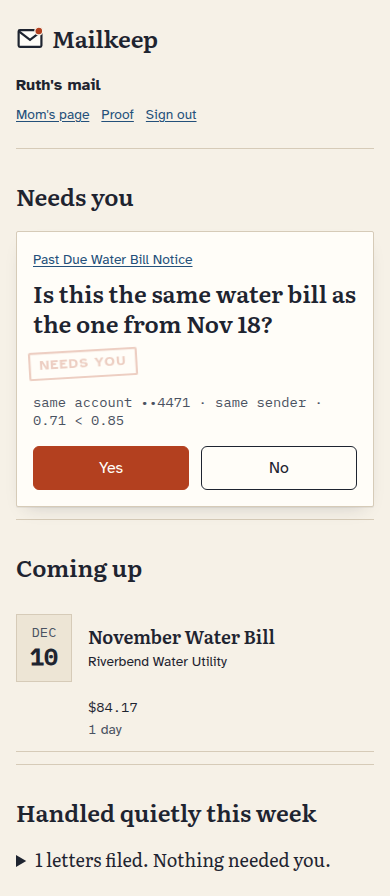 Mailkeep
Ruth's mail
Mom's page Proof Sign out
Needs you
Past Due Water Bill Notice
Is this the same water bill as
the one from Nov 18?
NEEDS YOU
same account ••4471 · same sender ·
0.71 < 0.85
Yes No
Coming up
DEC
10
November Water Bill
Riverbend Water Utility
$84.17
1 day
Handled quietly this week
1 letters filed. Nothing needed you.